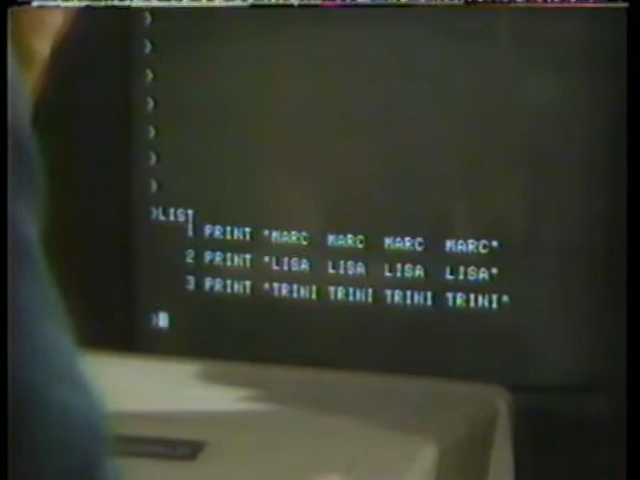 >
>
>
>
>
>
>
>LIST
1 PRINT "MARC MARC MARC MARC"
2 PRINT "LISA LISA LISA LISA"
3 PRINT "TRINI TRINI TRINI TRINI"
>